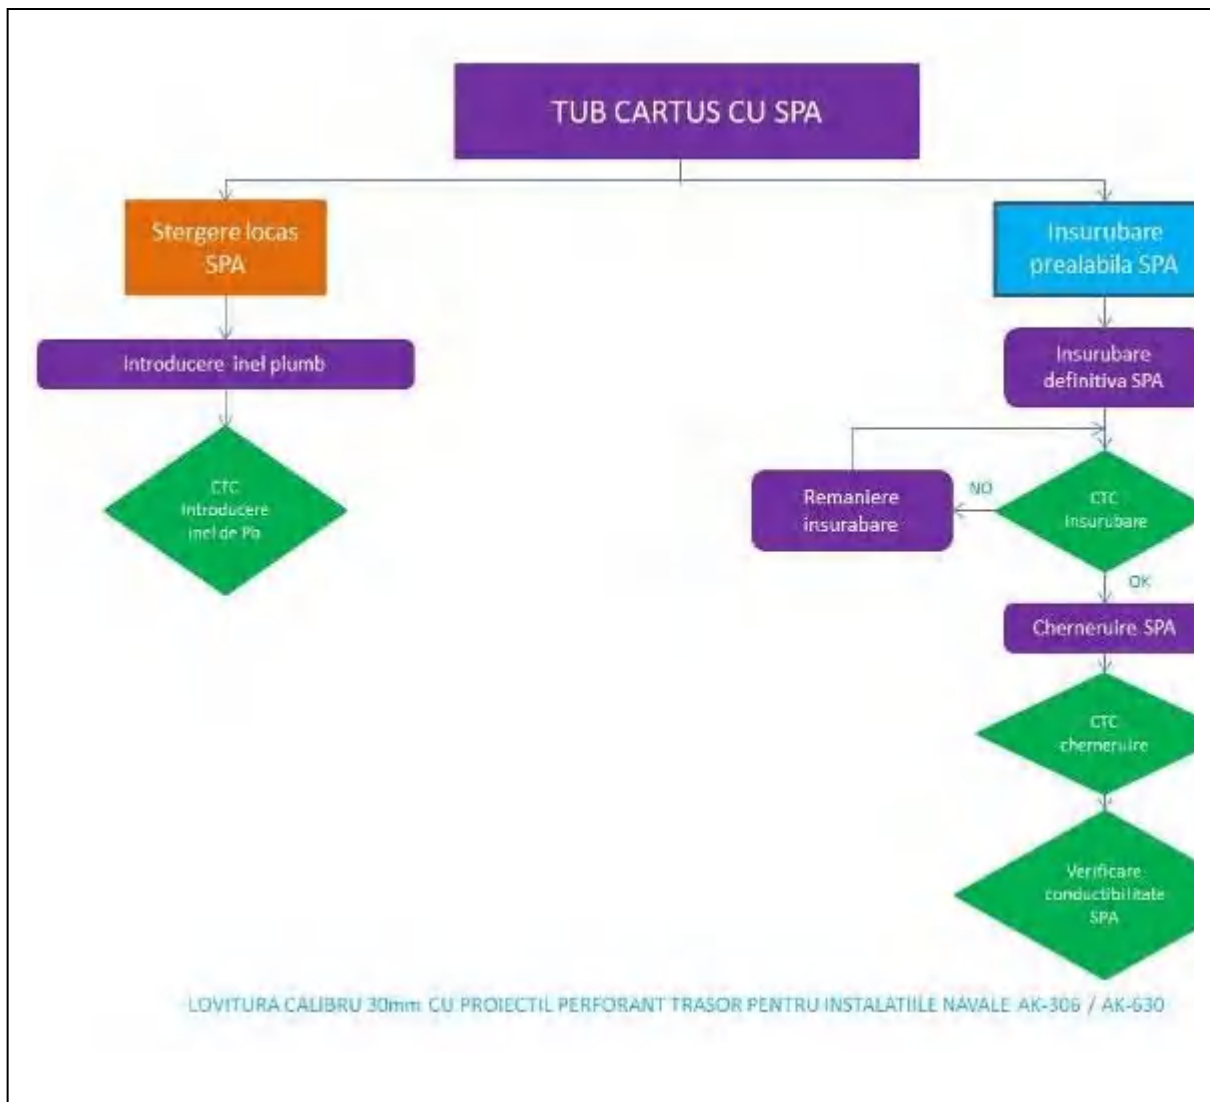 TUB CARTUS CU SPA
Stergere locas
SPA
Introducere inel plumb
CTC
Introducere
inel de Pb
Insurubare
prealabila SPA
Insurubare
definitiva SPA
Remaniere
insurabare
NO
CTC
Insurubare
OK
Cherneruire SPA
CTC
cherneruire
Verificare
conductibilitate
SPA
LOVITURA CALIBRU 30mm CU PROIECTIL PERFORANT TRASOR PENTRU INSTALATIILE NAVALE AK-306 / AK-630